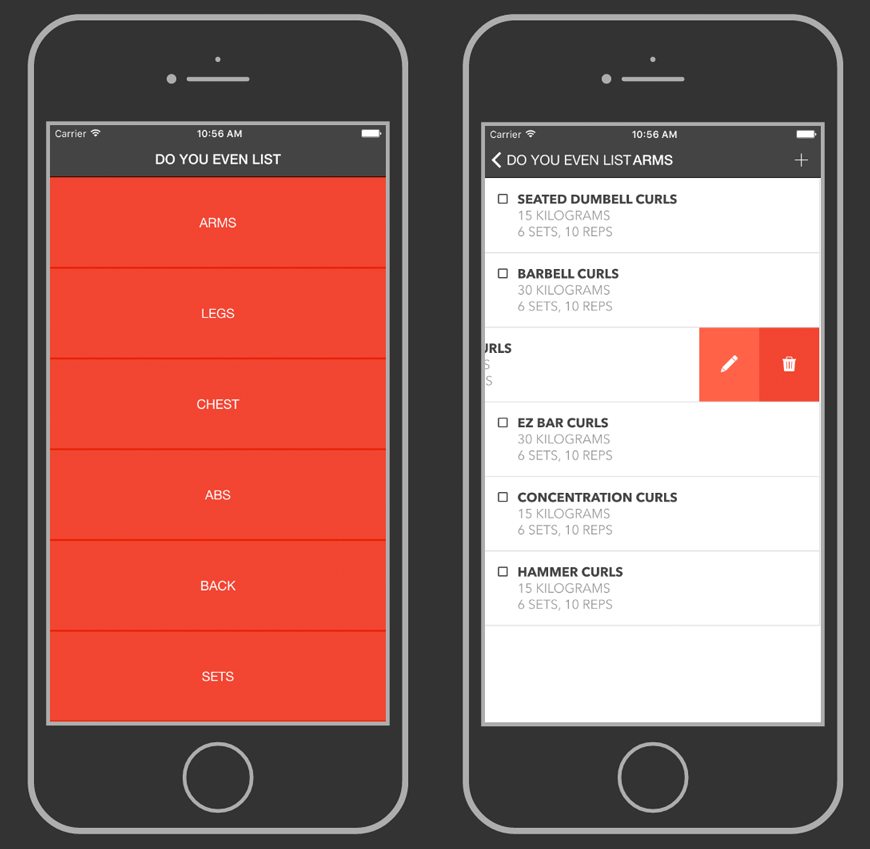 Carrier 10:56 AM
DO YOU EVEN LIST
ARMS
LEGS
CHEST
ABS
BACK
SETS
Carrier 10:56 AM
DO YOU EVEN LIST ARMS
SEATED DUMBELL CURLS
15 KILOGRAMS
6 SETS, 10 REPS
BARBELL CURLS
30 KILOGRAMS
6 SETS, 10 REPS
EZ BAR CURLS
30 KILOGRAMS
6 SETS, 10 REPS
CONCENTRATION CURLS
15 KILOGRAMS
6 SETS, 10 REPS
HAMMER CURLS
15 KILOGRAMS
6 SETS, 10 REPS